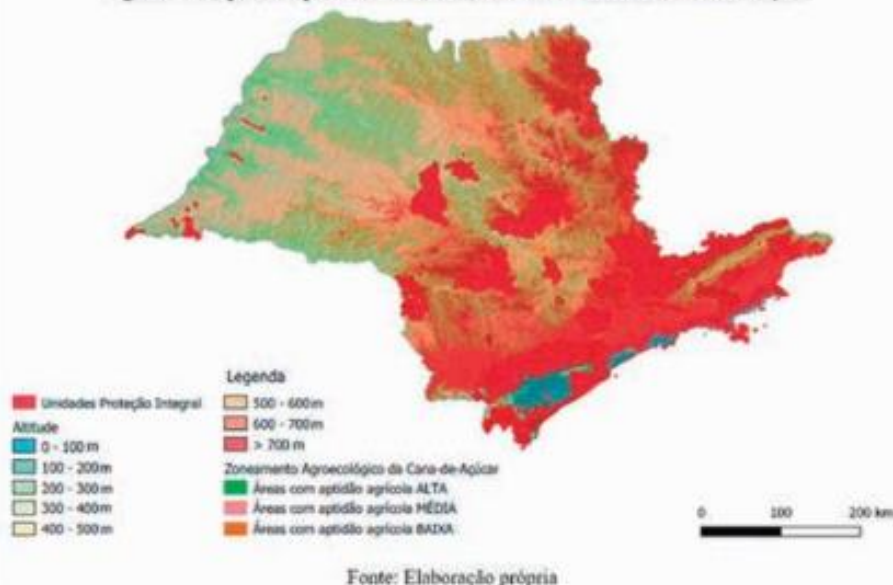 Unidades Proteção Integral
Altitude
0 - 100 m
100 - 200m
200 - 300m
300 - 400m
400 - 500m
Legenda
500 - 600m
600 - 700m
> 700 m
Zoneamento Agroecológico da Cana-de-Açúcar
Áreas com aptidão agrícola ALTA
Áreas com aptidão agrícola MÉDIA
Áreas com aptidão agrícola BAIXA
0 100 200 km
Fonte: Elaboração própria